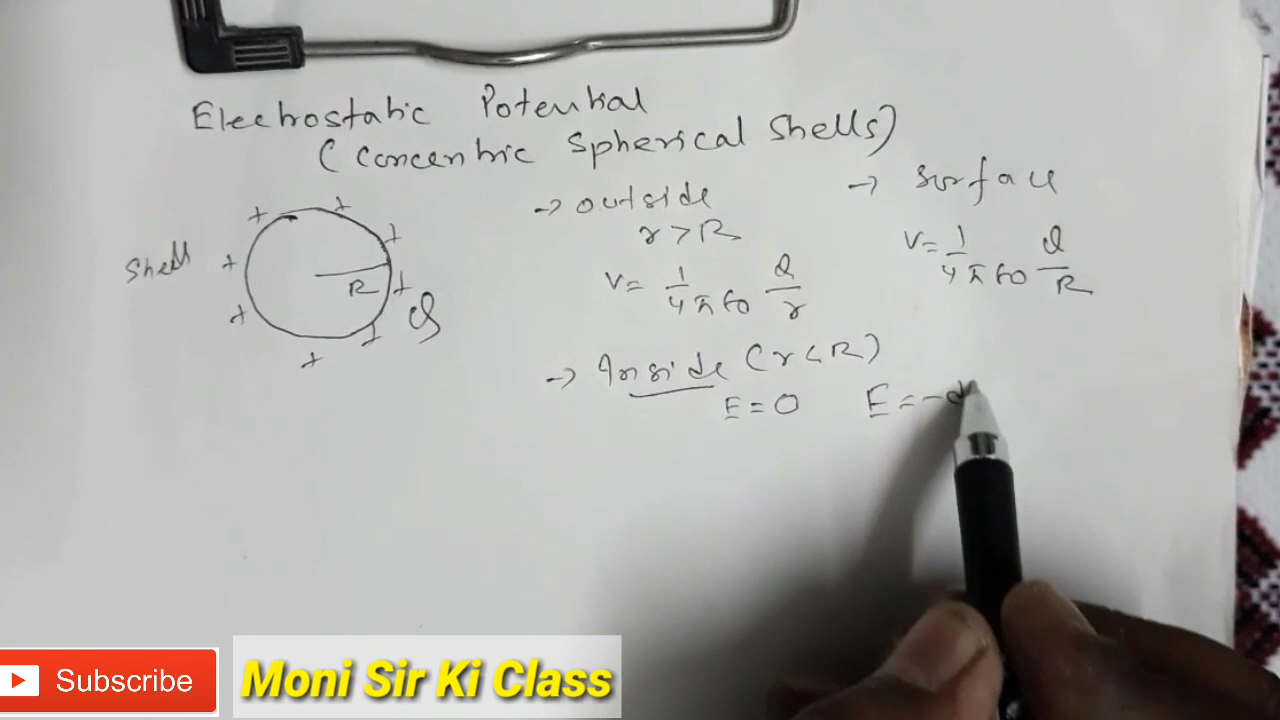 Electrostatic Potential
(Concentric Spherical Shells)
Shell
R
Q
→ outside
r > R
V = 1/4πε0 Q/r
→ Surface
V = 1/4πε0 Q/R
→ Inside (r < R)
E = 0 E = -d
Subscribe
Moni Sir Ki Class